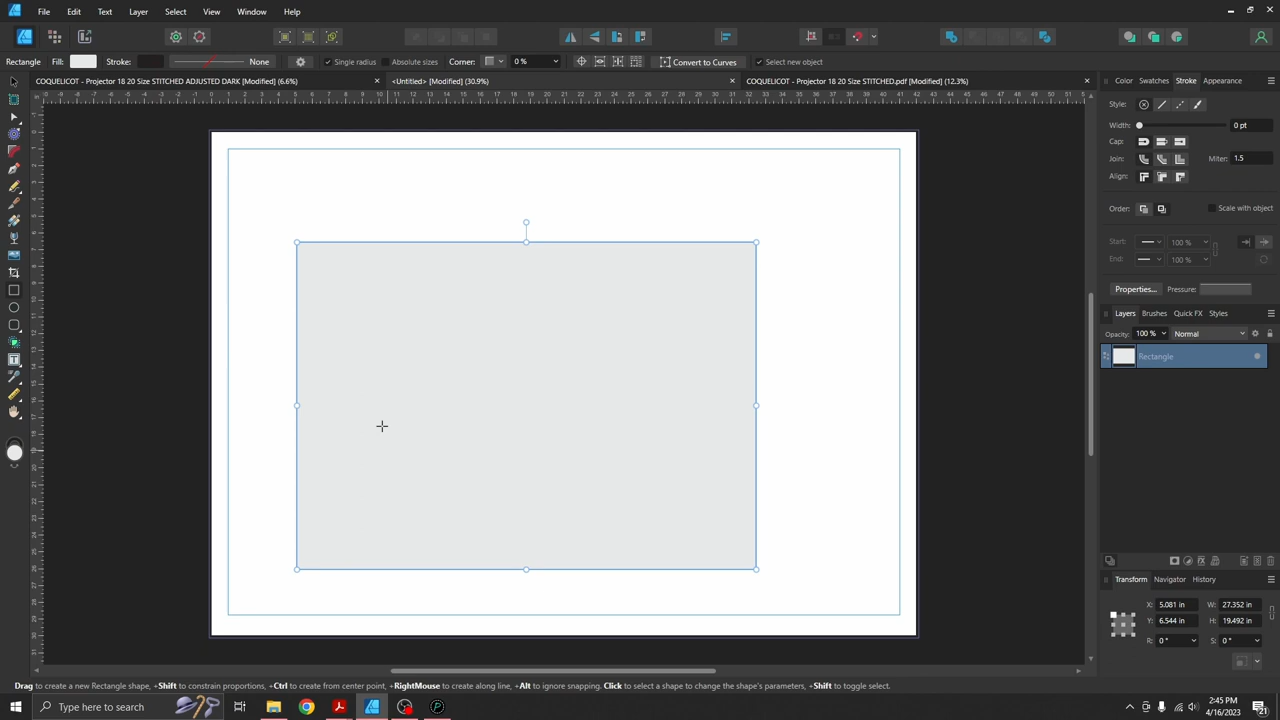 File Edit Text Layer Select View Window Help
Rectangle Fill: Stroke: None Single radius Absolute sizes Corner: 0 % Convert to Curves Select new object
COQUELICOT - Projector 18 20 Size STITCHED ADJUSTED DARK [Modified] (6.6%) <Untitled> [Modified] (30.9%) COQUELICOT - Projector 18 20 Size STITCHED.pdf [Modified] (12.3%)
Color Swatches Stroke Appearance
Style:
Width: 0 pt
Cap:
Join: Miter: 1.5
Align:
Order: Scale with object
Start: 100 %
End: 100 %
Properties... Pressure:
Layers Brushes Quick FX Styles
Opacity: 100 % Normal
Rectangle
Transform Navigator History
X: 5.081 in W: 27.352 in
Y: 6.544 in H: 19.492 in
R: 0 ° S: 0 °
Drag to create a new Rectangle shape, +Shift to constrain proportions, +Ctrl to create from center point, +RightMouse to create along line, +Alt to ignore snapping. Click to select a shape to change the shape's parameters, +Shift to toggle select.
Type here to search
2:45 PM
4/16/2023